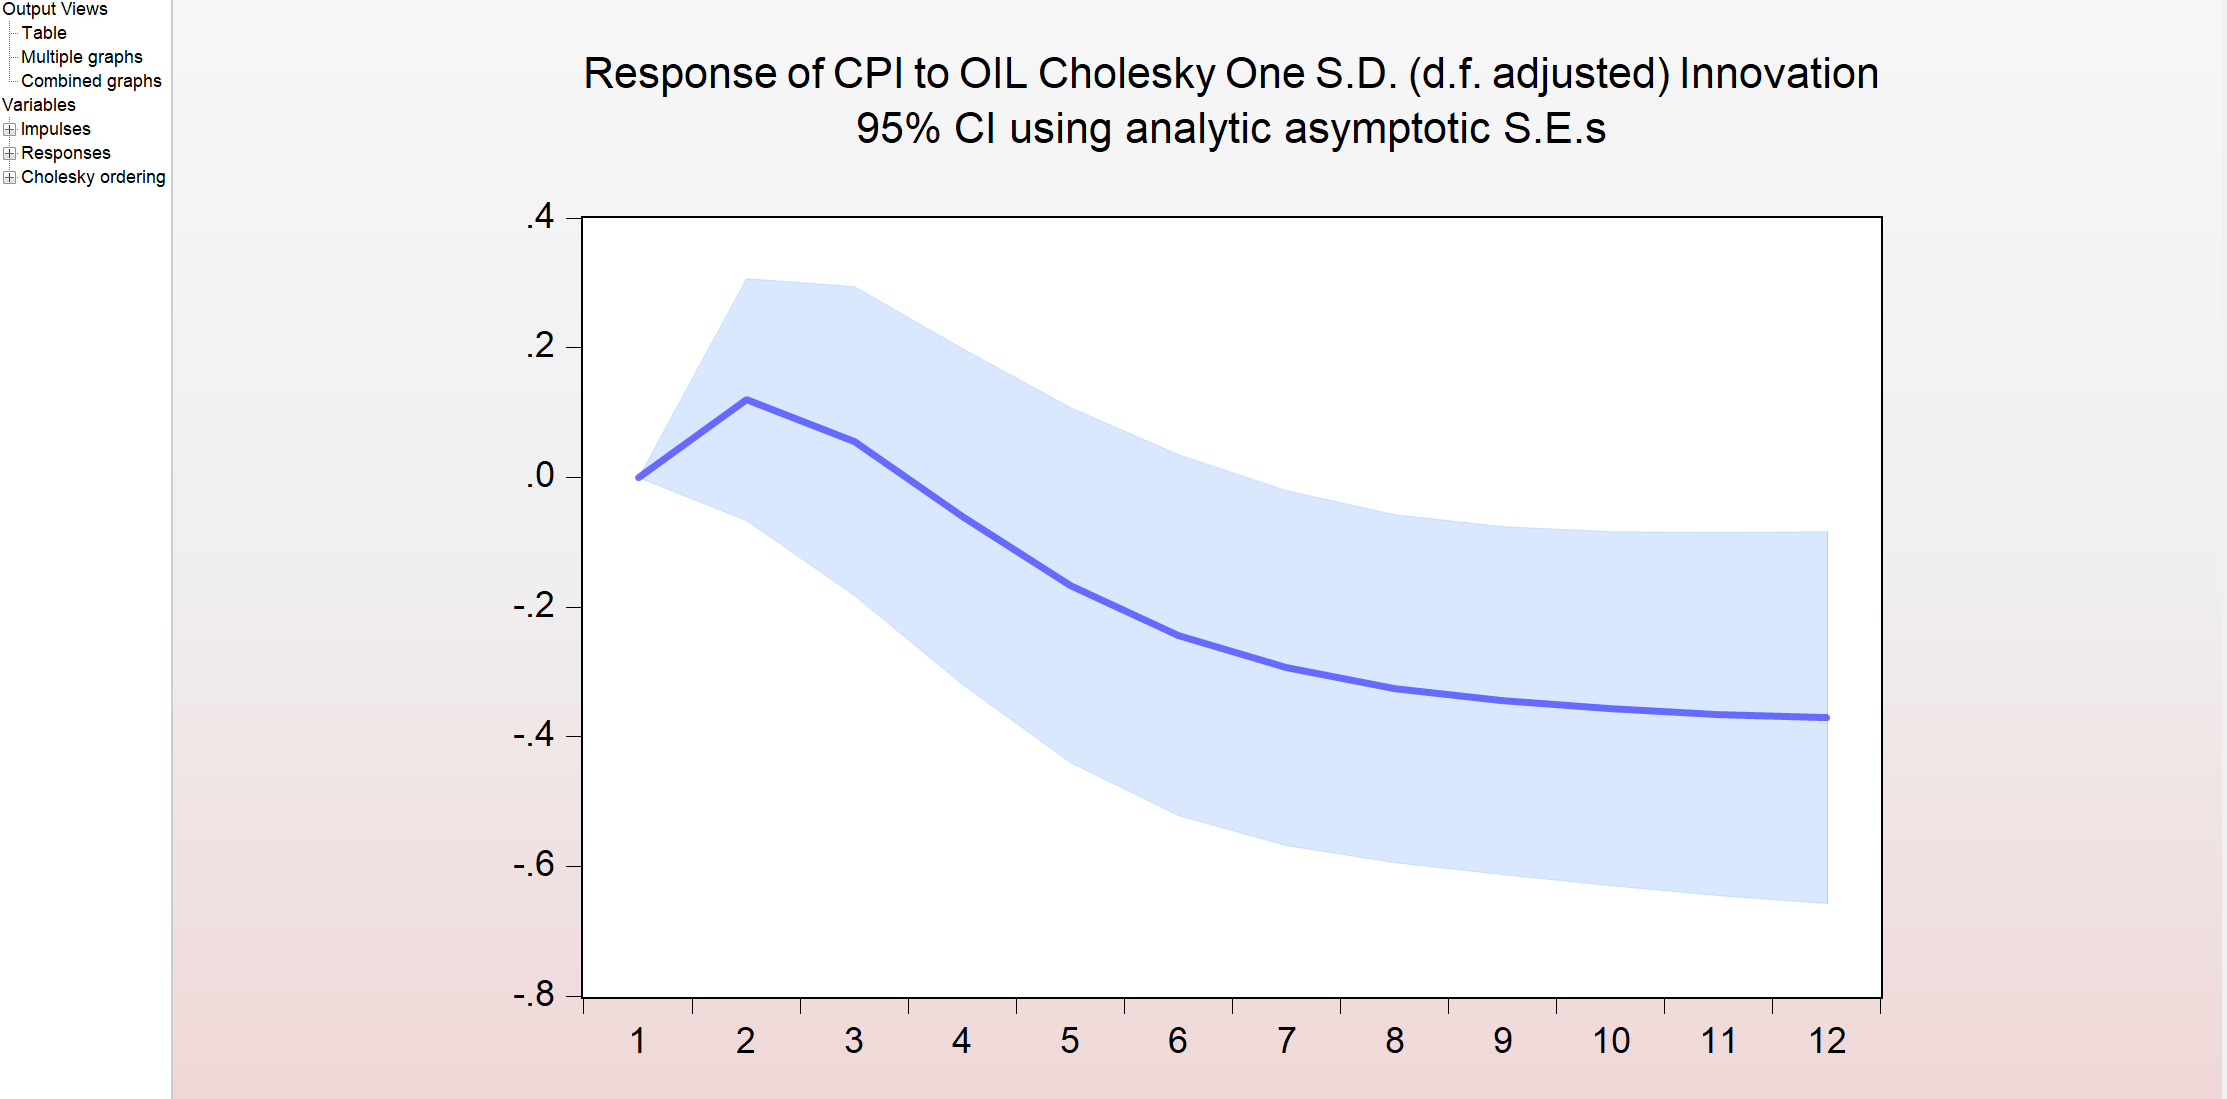 Output Views
Table
Multiple graphs
Combined graphs
Variables
Impulses
Responses
Cholesky ordering
Response of CPI to OIL Cholesky One S.D. (d.f. adjusted) Innovation
95% CI using analytic asymptotic S.E.s
.4
.2
.0
-.2
-.4
-.6
-.8
1 2 3 4 5 6 7 8 9 10 11 12